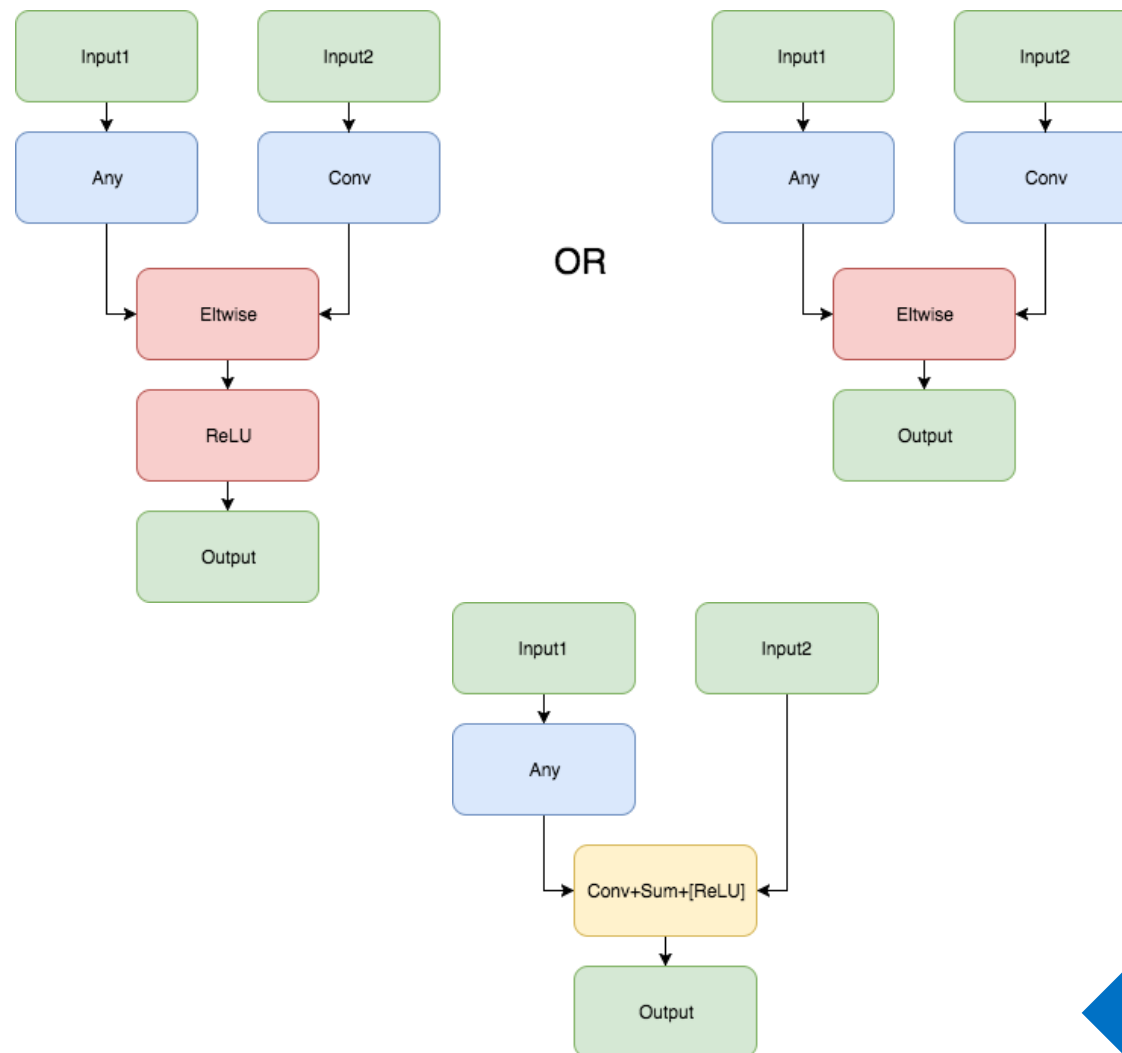 Input1
Input2
Any
Conv
Eltwise
ReLU
Output
OR
Input1
Input2
Any
Conv
Eltwise
Output
Input1
Input2
Any
Conv+Sum+[ReLU]
Output